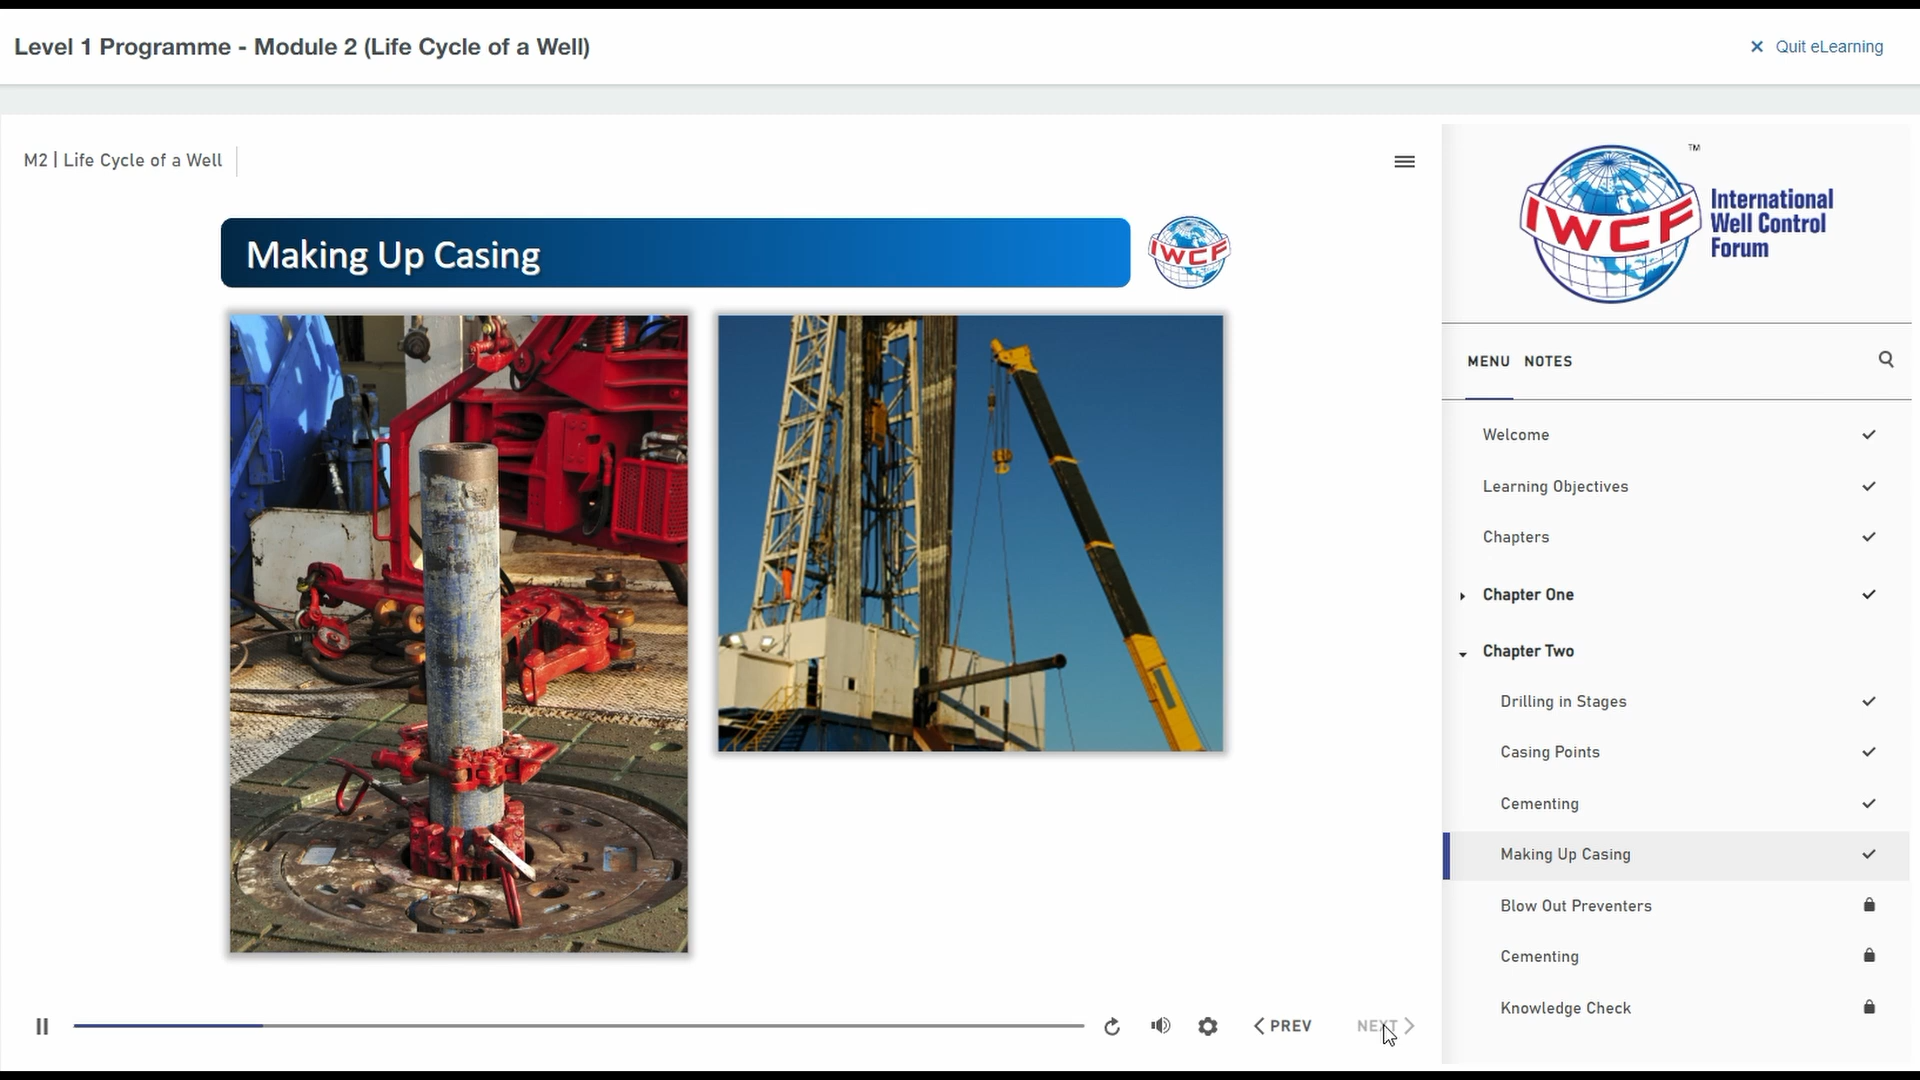 Level 1 Programme - Module 2 (Life Cycle of a Well)
Quit eLearning
M2 | Life Cycle of a Well
Making Up Casing
IWCF
IWCF
TM
International
Well Control
Forum
MENU NOTES
Welcome
Learning Objectives
Chapters
Chapter One
Chapter Two
Drilling in Stages
Casing Points
Cementing
Making Up Casing
Blow Out Preventers
Cementing
Knowledge Check
PREV
NEXT